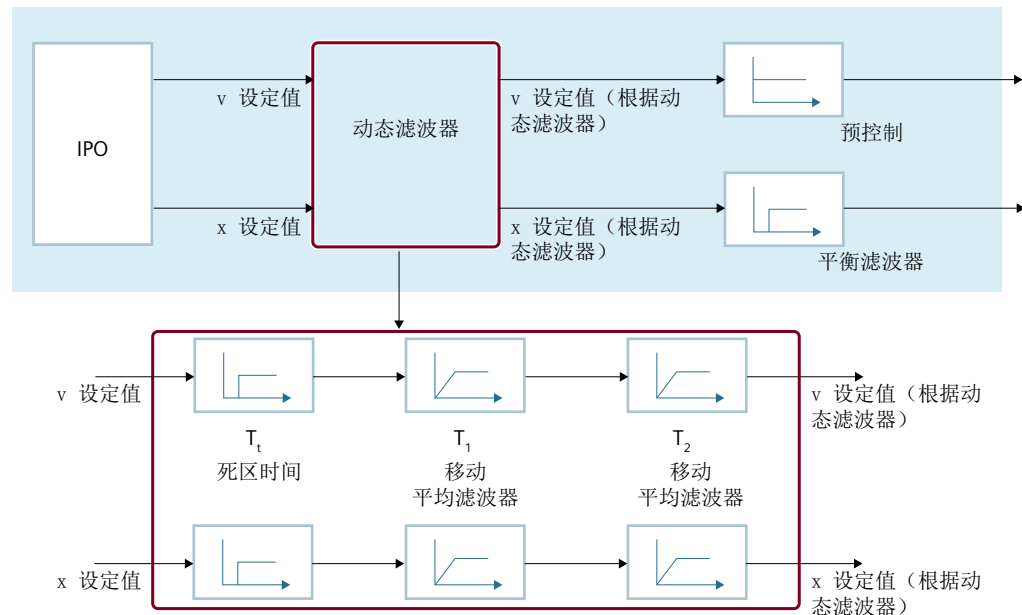 IPO
v 设定值
x 设定值
动态滤波器
v 设定值（根据动
态滤波器）
x 设定值（根据动
态滤波器）
预控制
平衡滤波器
v 设定值
Tt
死区时间
T1
移动
平均滤波器
T2
移动
平均滤波器
v 设定值（根据动
态滤波器）
x 设定值
x 设定值（根据动
态滤波器）